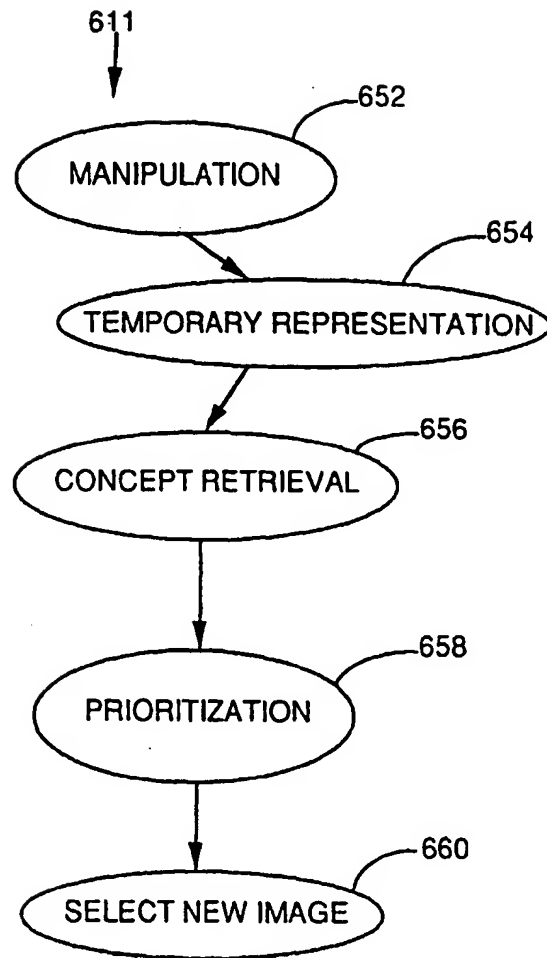 611
652
MANIPULATION
654
TEMPORARY REPRESENTATION
656
CONCEPT RETRIEVAL
658
PRIORITIZATION
660
SELECT NEW IMAGE